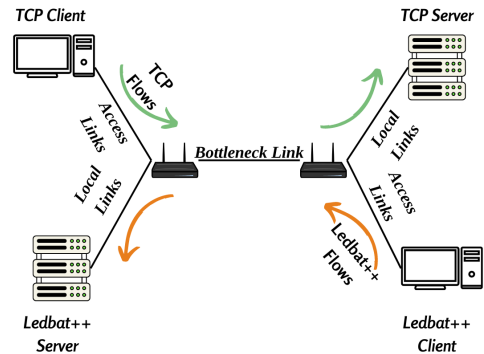 TCP Client
TCP Server
TCP
Flows
Access
Links
Local
Links
Bottleneck Link
Local
Links
Access
Links
Ledbat++
Flows
Ledbat++
Server
Ledbat++
Client